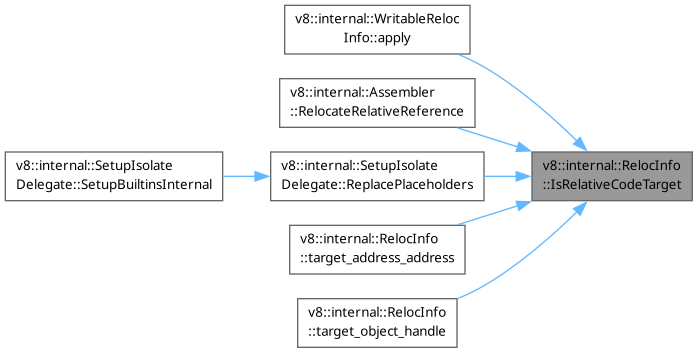 v8::internal::WritableReloc
Info::apply
v8::internal::Assembler
::RelocateRelativeReference
v8::internal::SetupIsolate
Delegate::SetupBuiltinsInternal
v8::internal::SetupIsolate
Delegate::ReplacePlaceholders
v8::internal::RelocInfo
::IsRelativeCodeTarget
v8::internal::RelocInfo
::target_address_address
v8::internal::RelocInfo
::target_object_handle